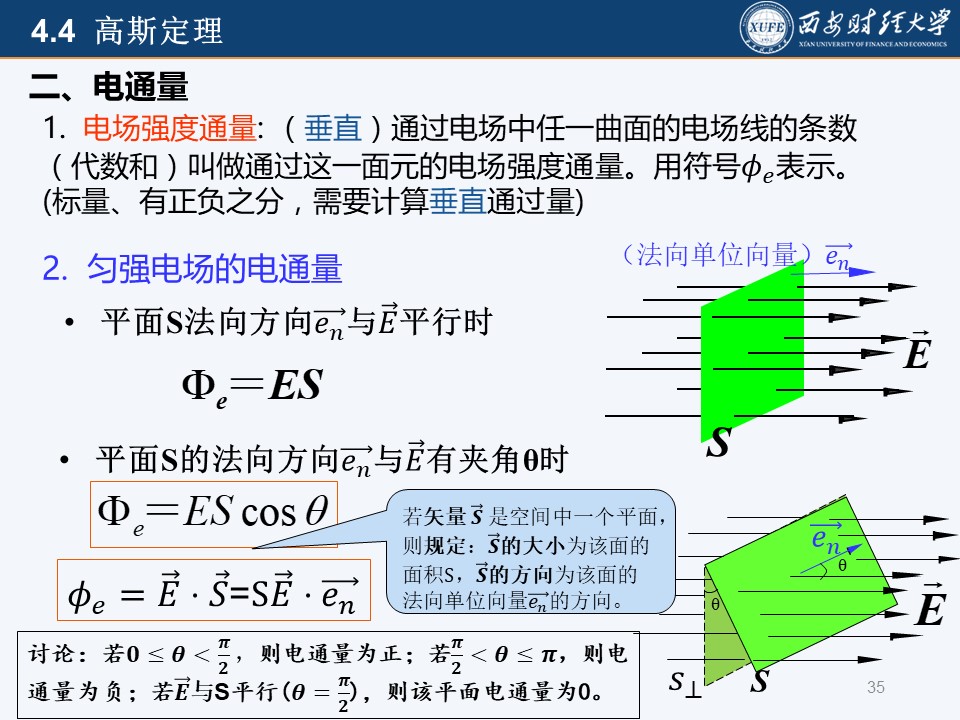 4.4 高斯定理
XUFE 西安财经大学
XI'AN UNIVERSITY OF FINANCE AND ECONOMICS
二、电通量
1. 电场强度通量:（垂直）通过电场中任一曲面的电场线的条数
（代数和）叫做通过这一面元的电场强度通量。用符号𝜙ₑ表示。
(标量、有正负之分，需要计算垂直通过量)
（法向单位向量）$\overrightarrow{e_n}$
2. 匀强电场的电通量
• 平面S法向方向$\overrightarrow{e_n}$与$\vec{E}$平行时
$\vec{E}$
Φₑ＝ES
S
• 平面S的法向方向$\overrightarrow{e_n}$与$\vec{E}$有夹角θ时
Φₑ＝ES cos θ
若矢量$\vec{S}$是空间中一个平面，
则规定：$\vec{S}$的大小为该面的
面积S，$\vec{S}$的方向为该面的
法向单位向量$\overrightarrow{e_n}$的方向。
$\overrightarrow{e_n}$
θ
θ
$\vec{E}$
$\phi_e = \vec{E} \cdot \vec{S}$=S$\vec{E} \cdot \overrightarrow{e_n}$
讨论：若$0 \le \theta < \frac{\pi}{2}$，则电通量为正；若$\frac{\pi}{2} < \theta \le \pi$，则电
通量为负；若$\vec{E}$与S平行($\theta = \frac{\pi}{2}$)，则该平面电通量为0。
$S_\perp$
S
35